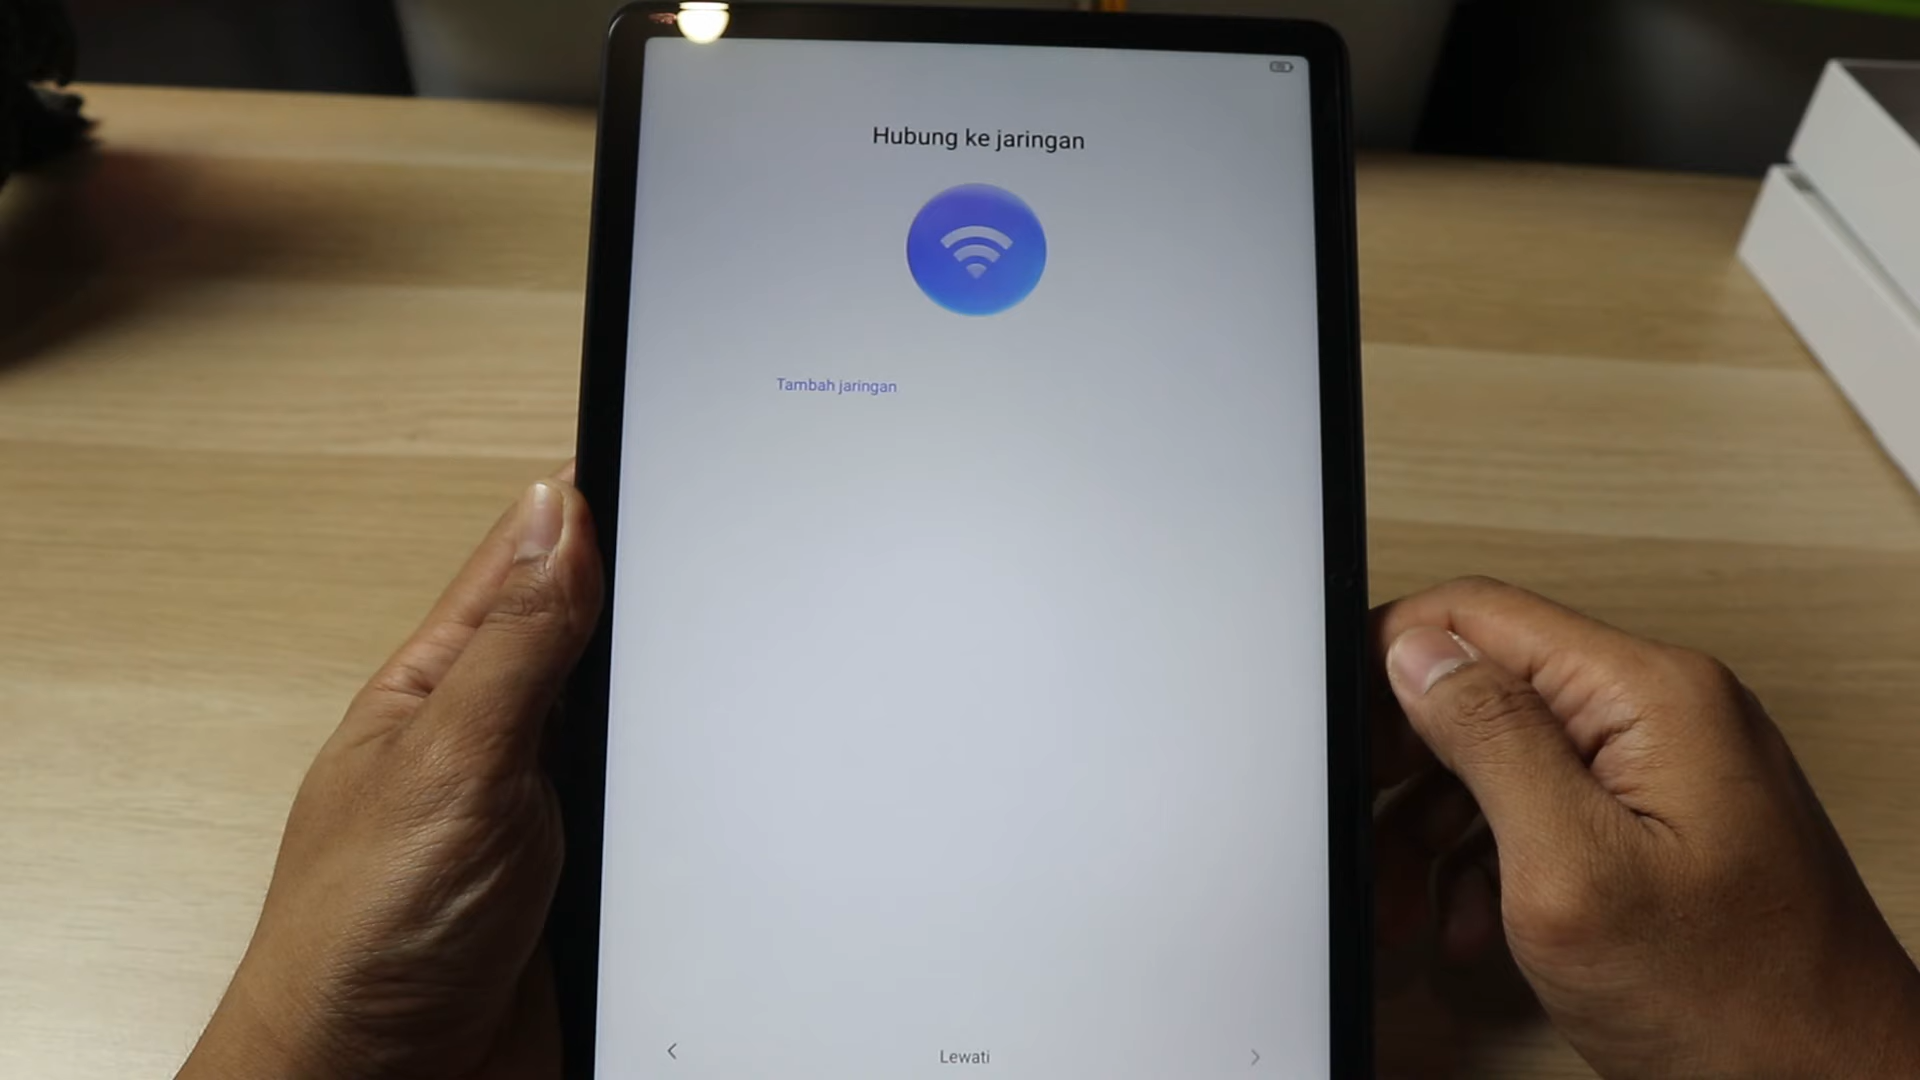 Hubung ke jaringan
Tambah jaringan
Lewati